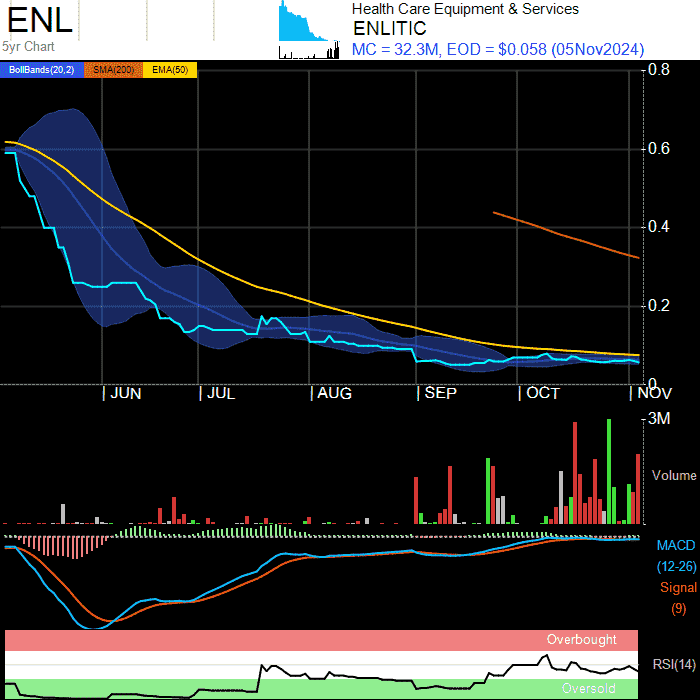 ENL
5yr Chart
Health Care Equipment & Services
ENLITIC
MC = 32.3M, EOD = $0.058 (05Nov2024)
BollBands(20,2) SMA(200) EMA(50)
0.8
0.6
0.4
0.2
0
JUN JUL AUG SEP OCT NOV
3M
Volume
MACD
(12-26)
Signal
(9)
Overbought
RSI(14)
Oversold